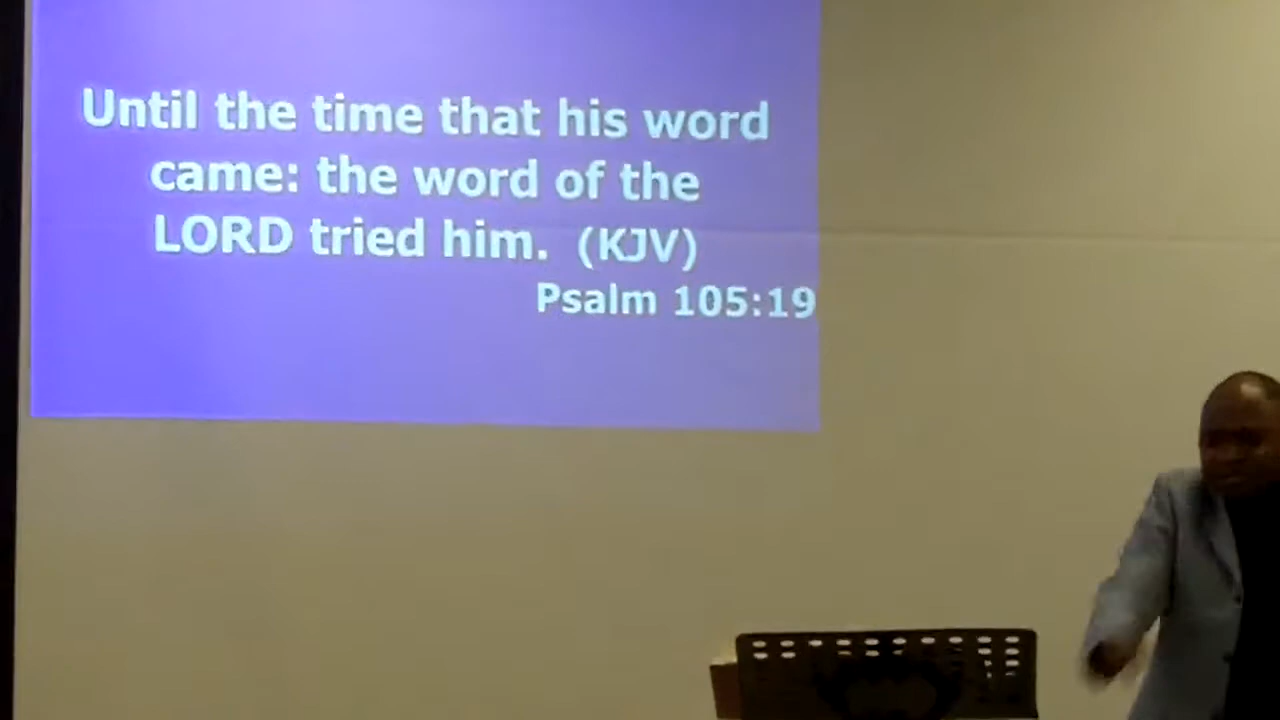 Until the time that his word
came: the word of the
LORD tried him. (KJV)
Psalm 105:19